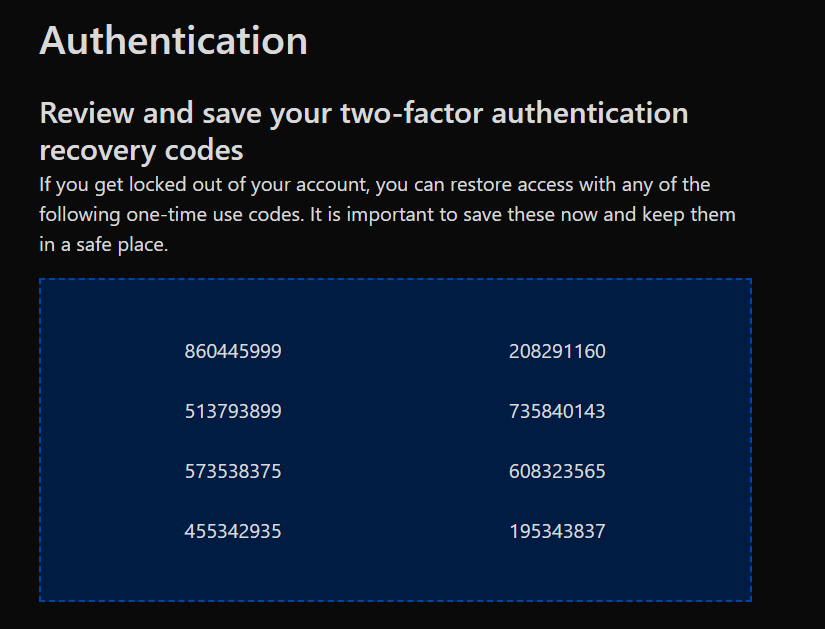 Authentication
Review and save your two-factor authentication
recovery codes
If you get locked out of your account, you can restore access with any of the
following one-time use codes. It is important to save these now and keep them
in a safe place.
860445999 208291160
513793899 735840143
573538375 608323565
455342935 195343837